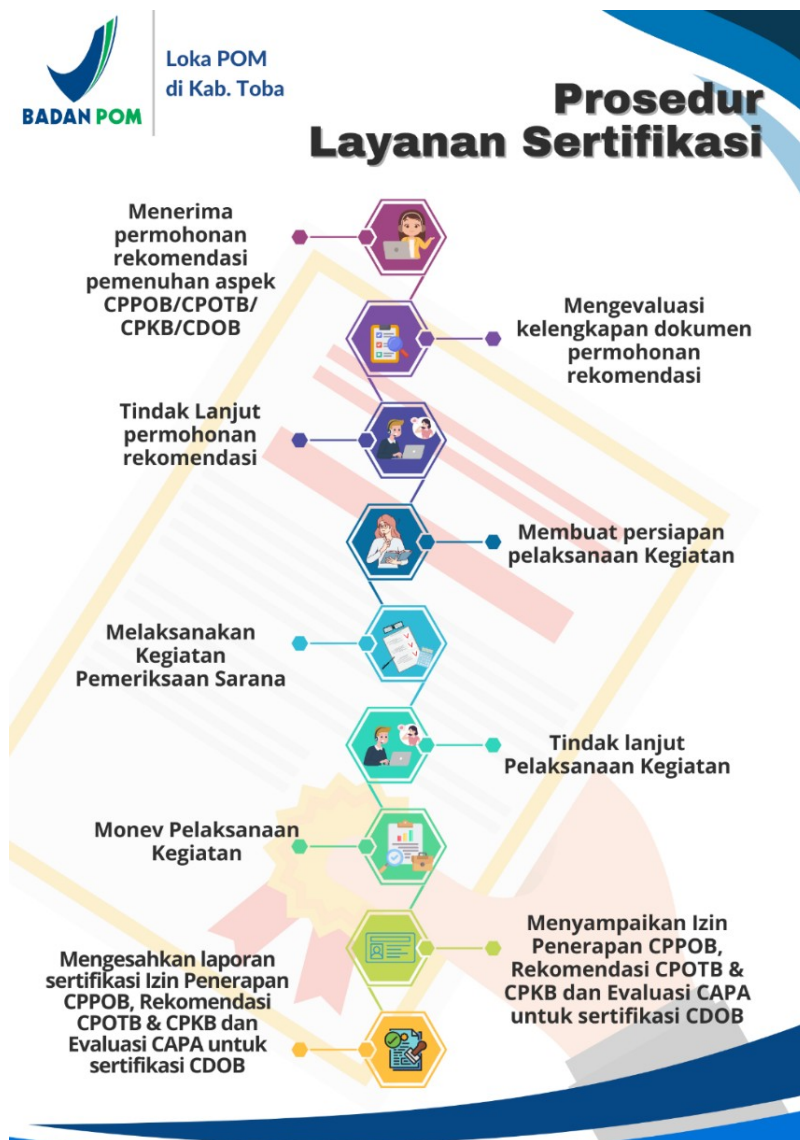 BADAN POM
Loka POM
di Kab. Toba
Prosedur
Layanan Sertifikasi
Menerima
permohonan
rekomendasi
pemenuhan aspek
CPPOB/CPOTB/
CPKB/CDOB
Mengevaluasi
kelengkapan dokumen
permohonan
rekomendasi
Tindak Lanjut
permohonan
rekomendasi
Membuat persiapan
pelaksanaan Kegiatan
Melaksanakan
Kegiatan
Pemeriksaan Sarana
Tindak lanjut
Pelaksanaan Kegiatan
Monev Pelaksanaan
Kegiatan
Menyampaikan Izin
Penerapan CPPOB,
Rekomendasi CPOTB &
CPKB dan Evaluasi CAPA
untuk sertifikasi CDOB
Mengesahkan laporan
sertifikasi Izin Penerapan
CPPOB, Rekomendasi
CPOTB & CPKB dan
Evaluasi CAPA untuk
sertifikasi CDOB